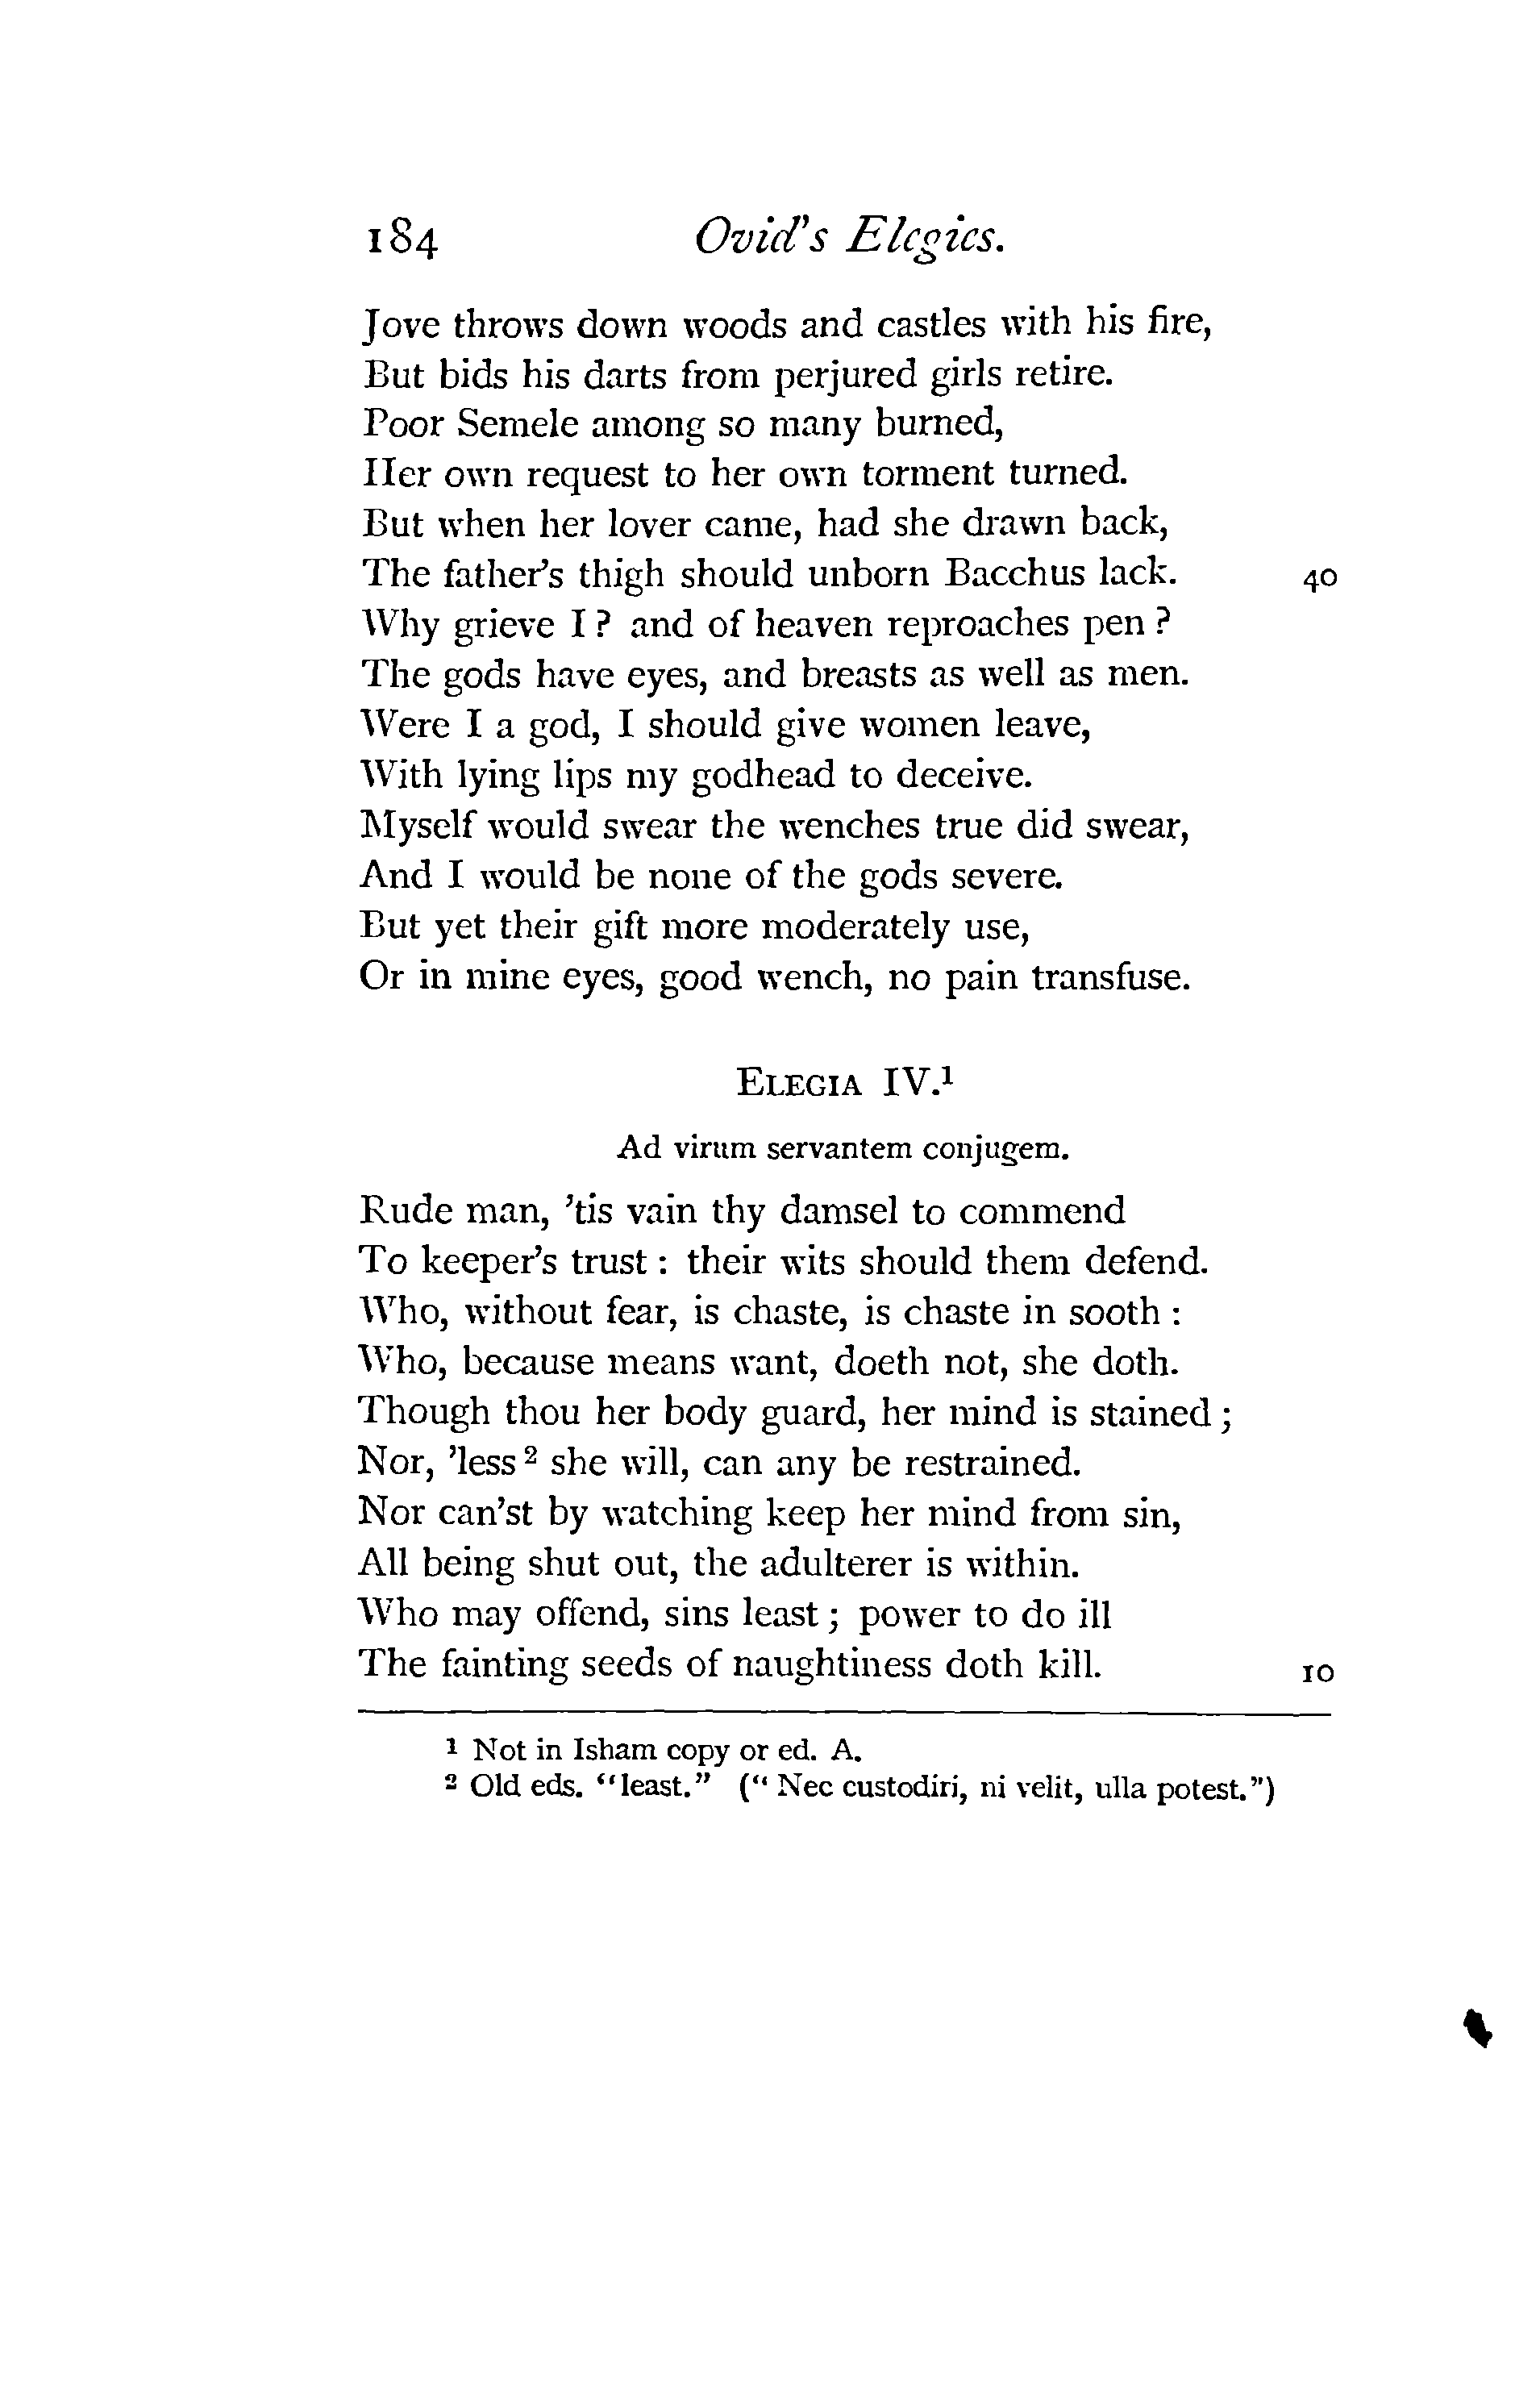 184 Ovid's Elegies.
Jove throws down woods and castles with his fire,
But bids his darts from perjured girls retire.
Poor Semele among so many burned,
Her own request to her own torment turned.
But when her lover came, had she drawn back,
The father's thigh should unborn Bacchus lack. 40
Why grieve I? and of heaven reproaches pen?
The gods have eyes, and breasts as well as men.
Were I a god, I should give women leave,
With lying lips my godhead to deceive.
Myself would swear the wenches true did swear,
And I would be none of the gods severe.
But yet their gift more moderately use,
Or in mine eyes, good wench, no pain transfuse.
ELEGIA IV.¹
Ad virum servantem conjugem.
Rude man, 'tis vain thy damsel to commend
To keeper's trust: their wits should them defend.
Who, without fear, is chaste, is chaste in sooth:
Who, because means want, doeth not, she doth.
Though thou her body guard, her mind is stained;
Nor, 'less² she will, can any be restrained.
Nor can'st by watching keep her mind from sin,
All being shut out, the adulterer is within.
Who may offend, sins least; power to do ill
The fainting seeds of naughtiness doth kill. 10
¹ Not in Isham copy or ed. A.
² Old eds. "least." ("Nec custodiri, ni velit, ulla potest.")